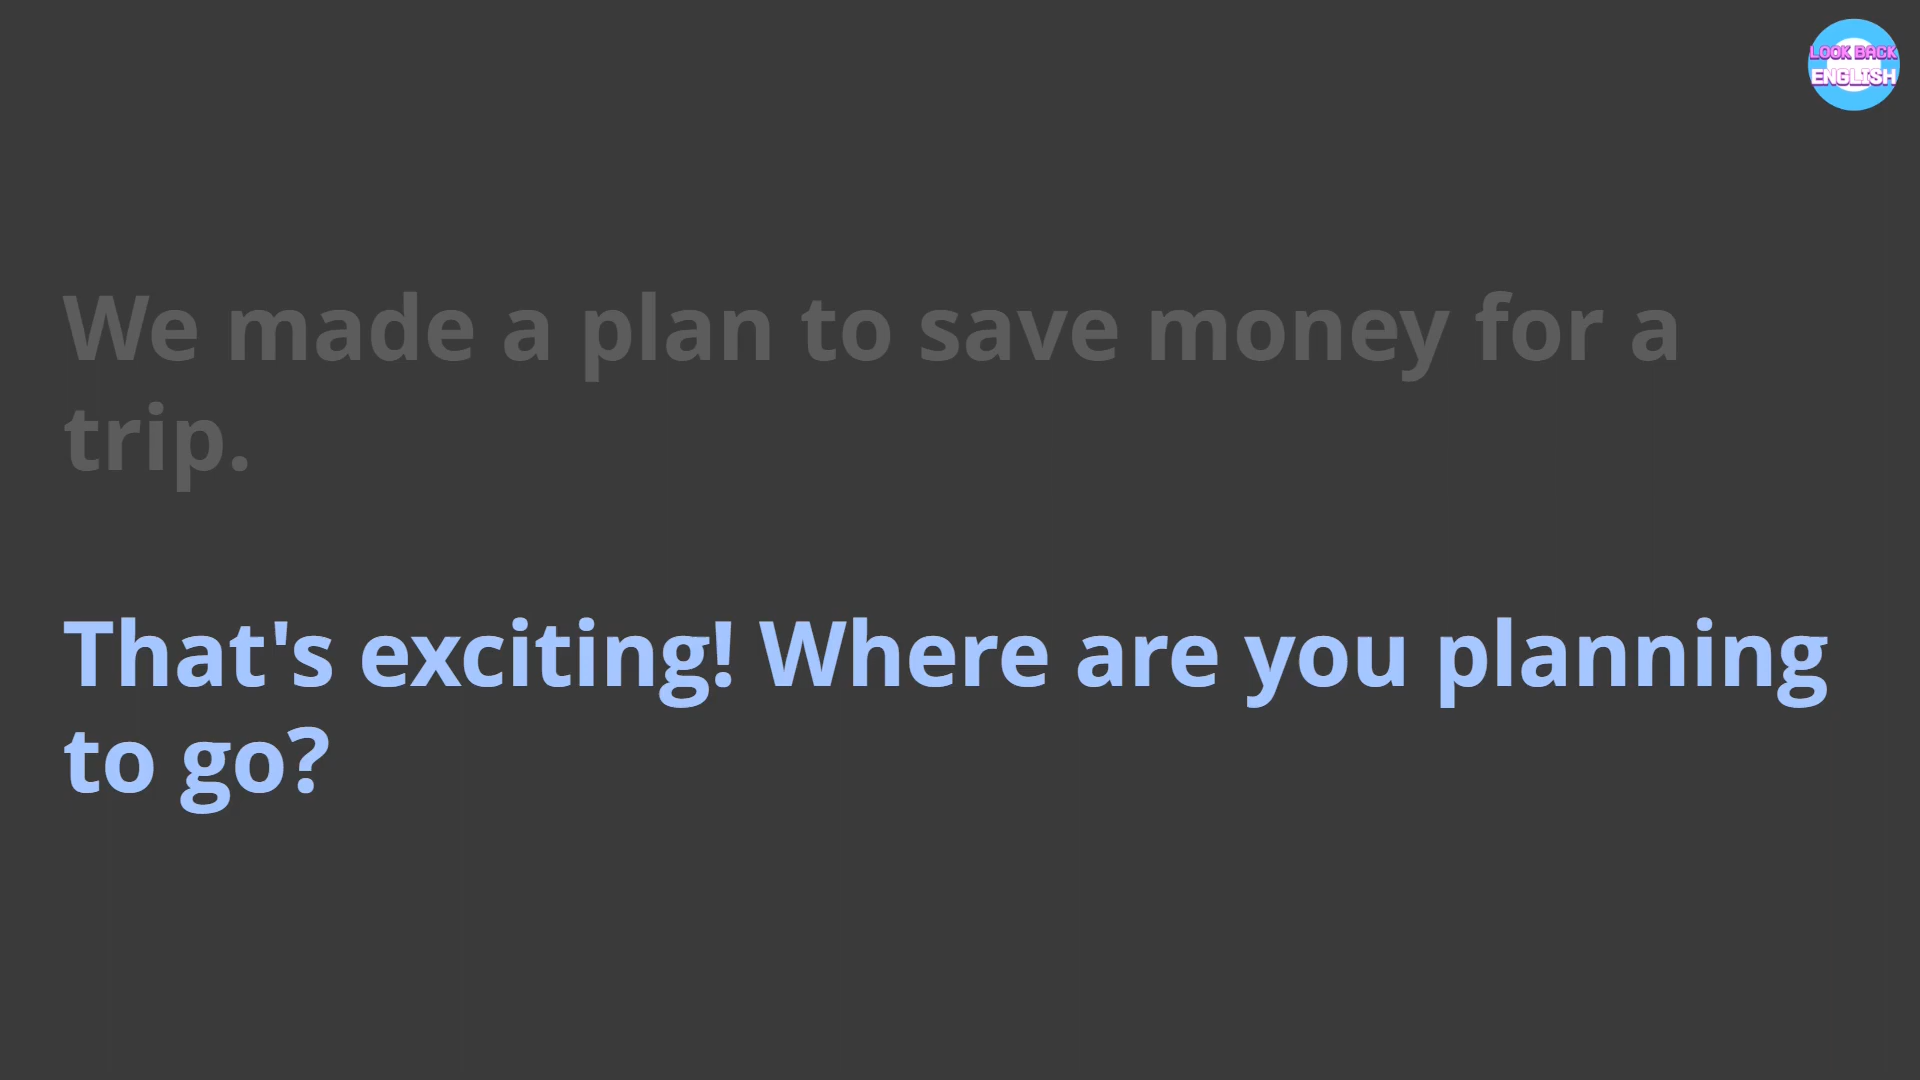 LOOK BACK
ENGLISH
We made a plan to save money for a
trip.
That's exciting! Where are you planning
to go?